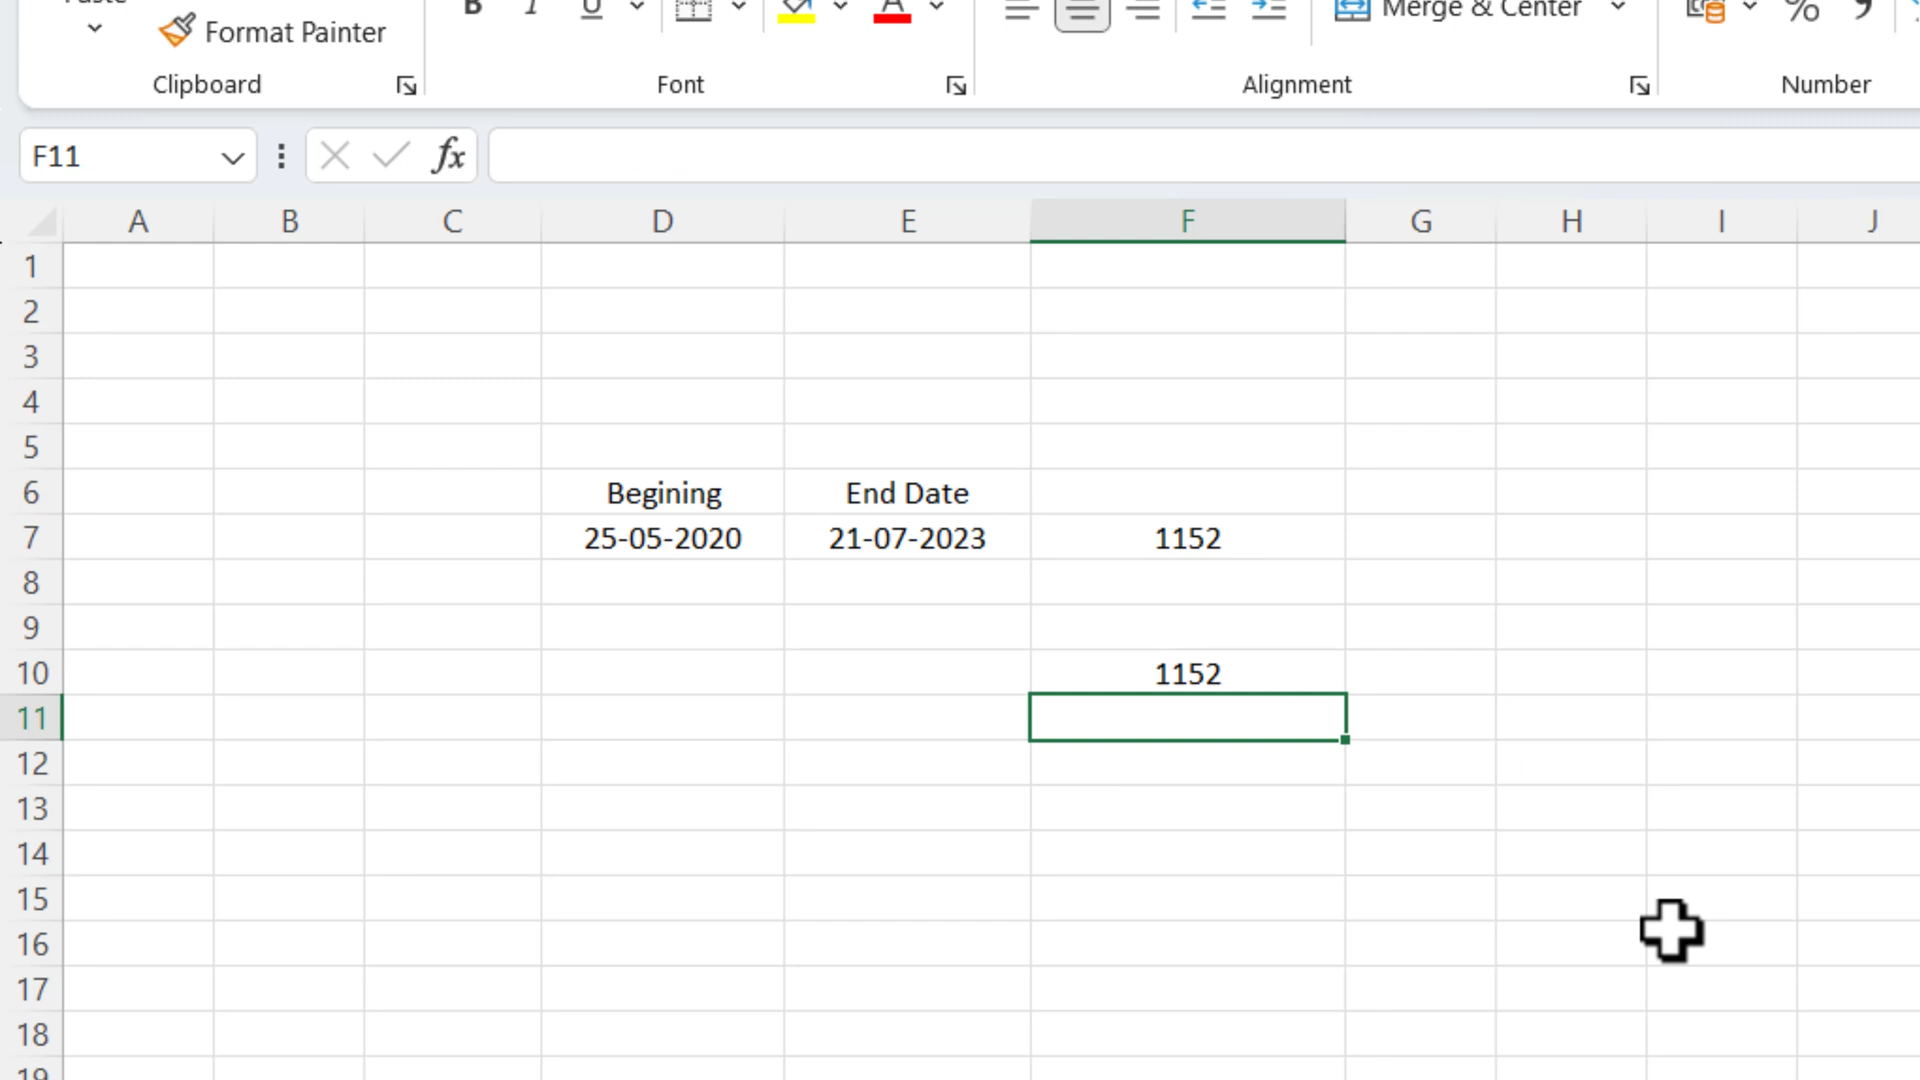 B I U A Merge & Center % 9
Format Painter
Clipboard Font Alignment Number
F11 fx
A B C D E F G H I J
1
2
3
4
5
6 Begining End Date
7 25-05-2020 21-07-2023 1152
8
9
10 1152
11
12
13
14
15
16
17
18
19